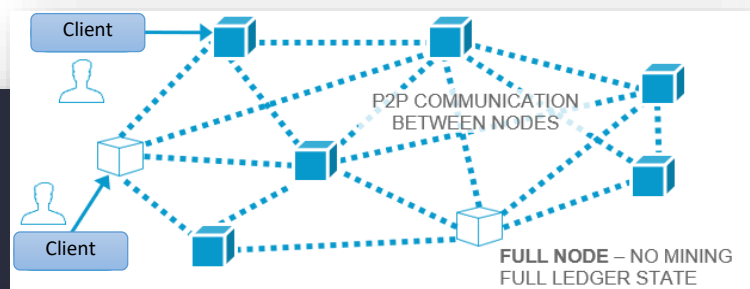 Client
P2P COMMUNICATION
BETWEEN NODES
Client
FULL NODE – NO MINING
FULL LEDGER STATE